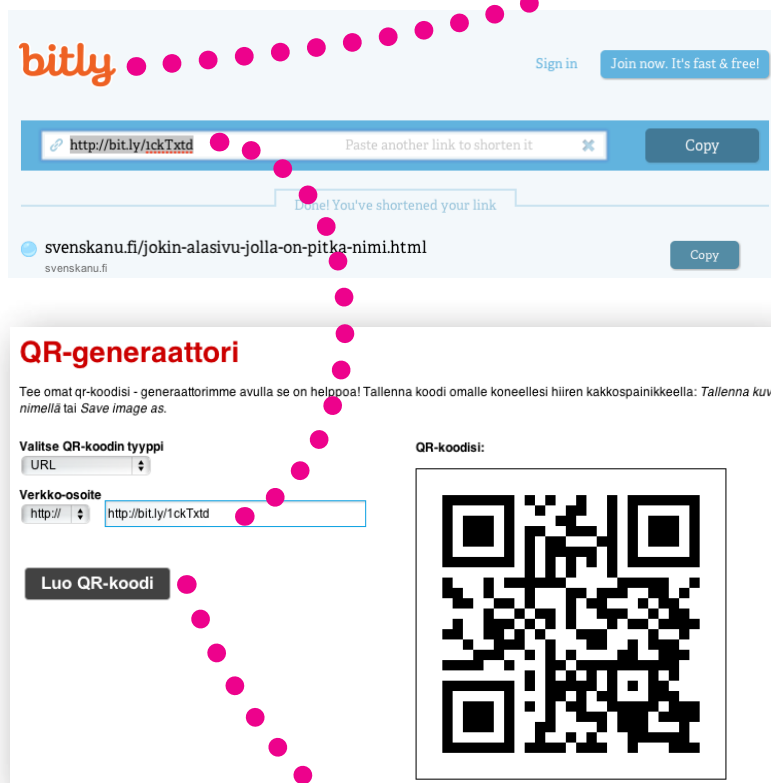 bitly
Sign in
Join now. It's fast & free!
http://bit.ly/1ckTxtd
Paste another link to shorten it
Copy
Done! You've shortened your link
svenskanu.fi/jokin-alasivu-jolla-on-pitka-nimi.html
Copy
svenskanu.fi
QR-generaattori
Tee omat qr-koodisi - generaattorimme avulla se on helppoa! Tallenna koodi omalle koneellesi hiiren kakkospainikkeella: Tallenna kuv
nimellä tai Save image as.
Valitse QR-koodin tyyppi
URL
Verkko-osoite
http://
http://bit.ly/1ckTxtd
Luo QR-koodi
QR-koodisi: